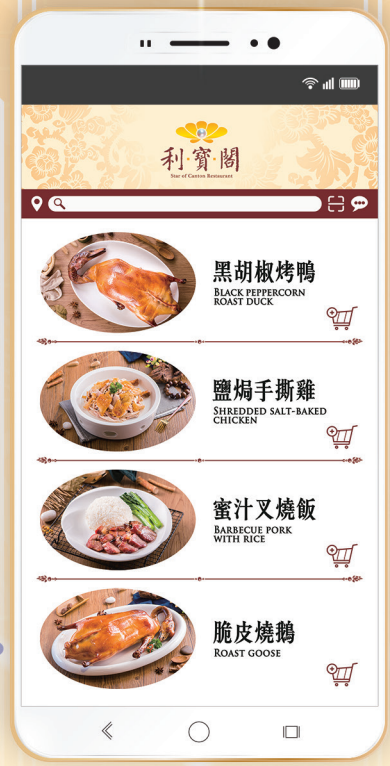 利寶閣
Star of Canton Restaurant
黑胡椒烤鴨
BLACK PEPPERCORN
ROAST DUCK
鹽焗手撕雞
SHREDDED SALT-BAKED
CHICKEN
蜜汁叉燒飯
BARBECUE PORK
WITH RICE
脆皮燒鵝
ROAST GOOSE